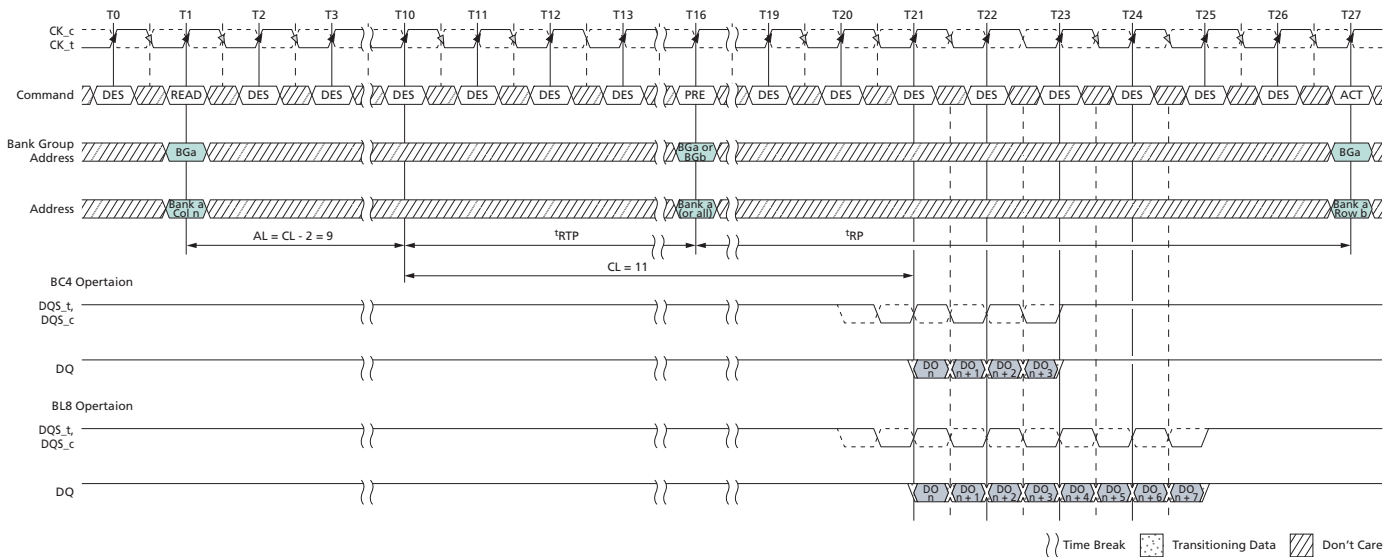 T0 T1 T2 T3 T10 T11 T12 T13 T16 T19 T20 T21 T22 T23 T24 T25 T26 T27
CK_c
CK_t
Command DES READ DES DES DES DES DES DES PRE DES DES DES DES DES DES DES DES ACT
Bank Group
Address
BGa
BGa or
BGb
BGa
Address
Bank a
Col n
Bank a
(or all)
Bank a
Row b
AL = CL - 2 = 9 tRTP tRP
CL = 11
BC4 Opertaion
DQS_t,
DQS_c
DQ
DO
n
DO
n + 1
DO
n + 2
DO
n + 3
BL8 Opertaion
DQS_t,
DQS_c
DQ
DO
n
DO
n + 1
DO
n + 2
DO
n + 3
DO
n + 4
DO
n + 5
DO
n + 6
DO
n + 7
Time Break Transitioning Data Don't Care